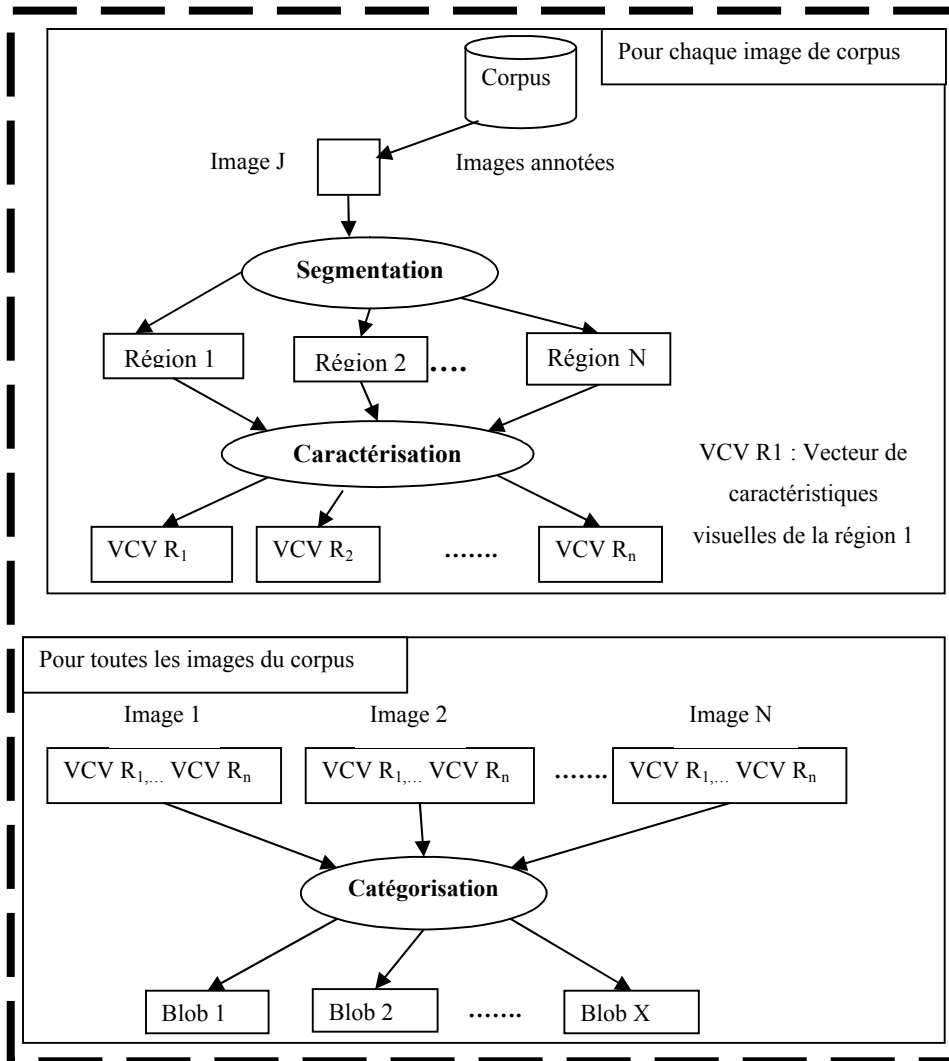 Pour chaque image de corpus
Corpus
Image J
Images annotées
Segmentation
Région 1
Région 2
....
Région N
Caractérisation
VCV R1 : Vecteur de
caractéristiques
visuelles de la région 1
VCV R1
VCV R2
.......
VCV Rn
Pour toutes les images du corpus
Image 1
Image 2
Image N
VCV R1,... VCV Rn
VCV R1,... VCV Rn
.......
VCV R1,... VCV Rn
Catégorisation
Blob 1
Blob 2
.......
Blob X